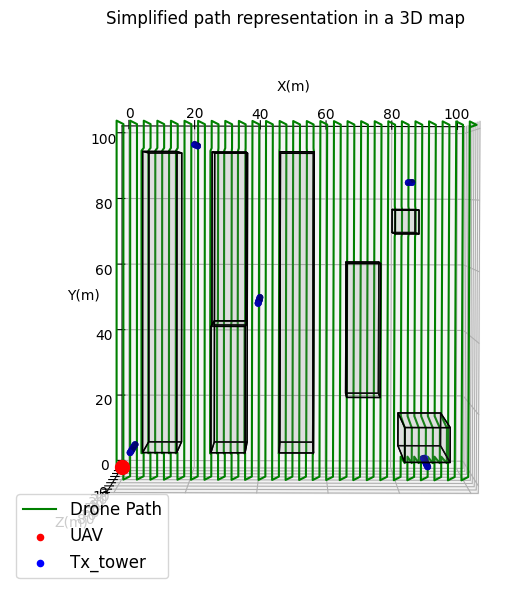 Simplified path representation in a 3D map
X(m)
0 20 40 60 80 100
100
80
60
Y(m)
40
20
0
Drone Path
UAV
Tx_tower